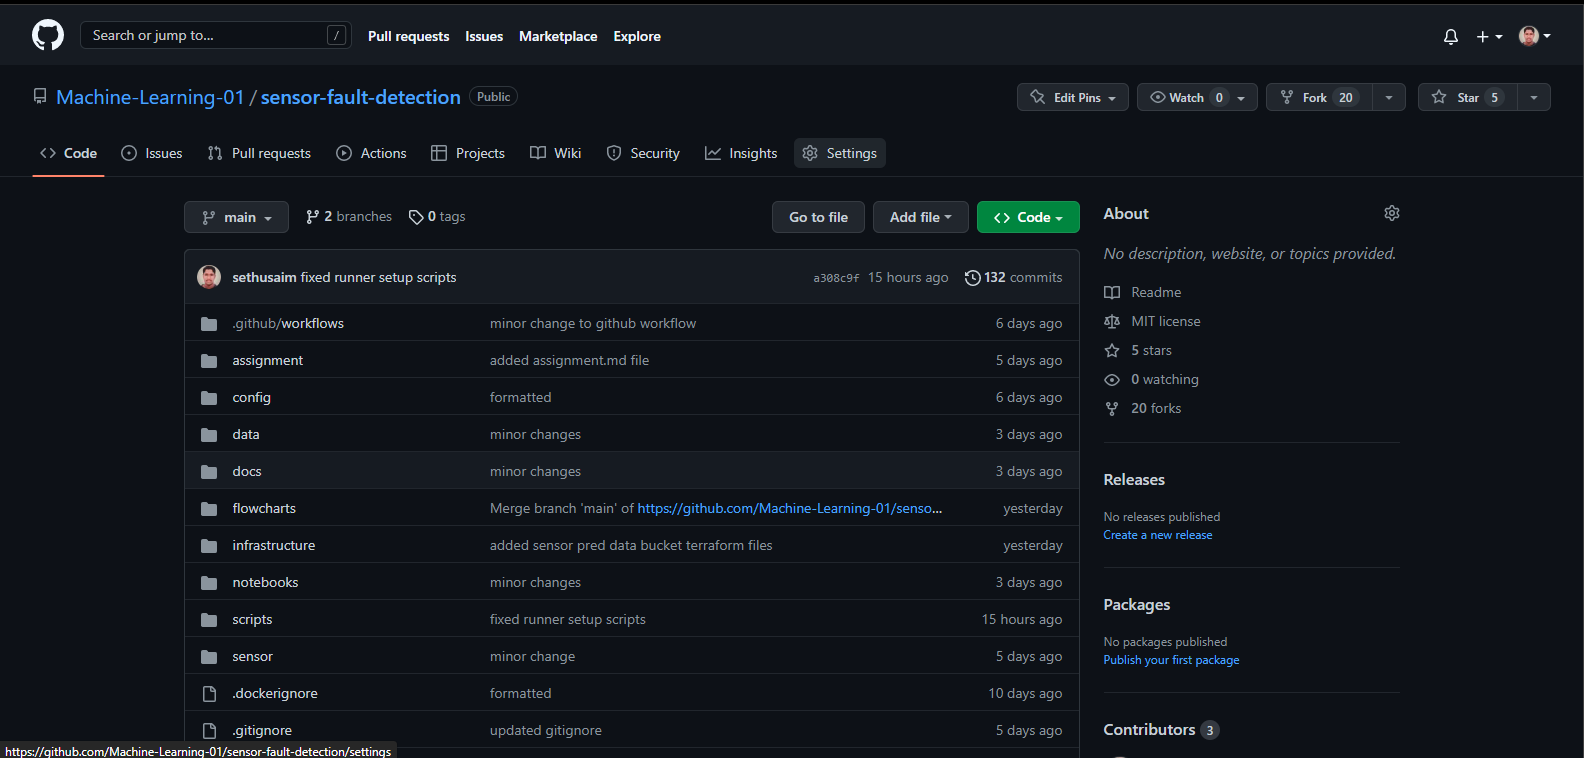 Search or jump to... / Pull requests Issues Marketplace Explore
Machine-Learning-01 / sensor-fault-detection Public Edit Pins Watch 0 Fork 20 Star 5
Code Issues Pull requests Actions Projects Wiki Security Insights Settings
main 2 branches 0 tags Go to file Add file Code
sethusaim fixed runner setup scripts a308c9f 15 hours ago 132 commits
.github/workflows minor change to github workflow 6 days ago
assignment added assignment.md file 5 days ago
config formatted 6 days ago
data minor changes 3 days ago
docs minor changes 3 days ago
flowcharts Merge branch 'main' of https://github.com/Machine-Learning-01/senso... yesterday
infrastructure added sensor pred data bucket terraform files yesterday
notebooks minor changes 3 days ago
scripts fixed runner setup scripts 15 hours ago
sensor minor change 5 days ago
.dockerignore formatted 10 days ago
.gitignore updated gitignore 5 days ago
About
No description, website, or topics provided.
Readme
MIT license
5 stars
0 watching
20 forks
Releases
No releases published
Create a new release
Packages
No packages published
Publish your first package
Contributors 3
https://github.com/Machine-Learning-01/sensor-fault-detection/settings